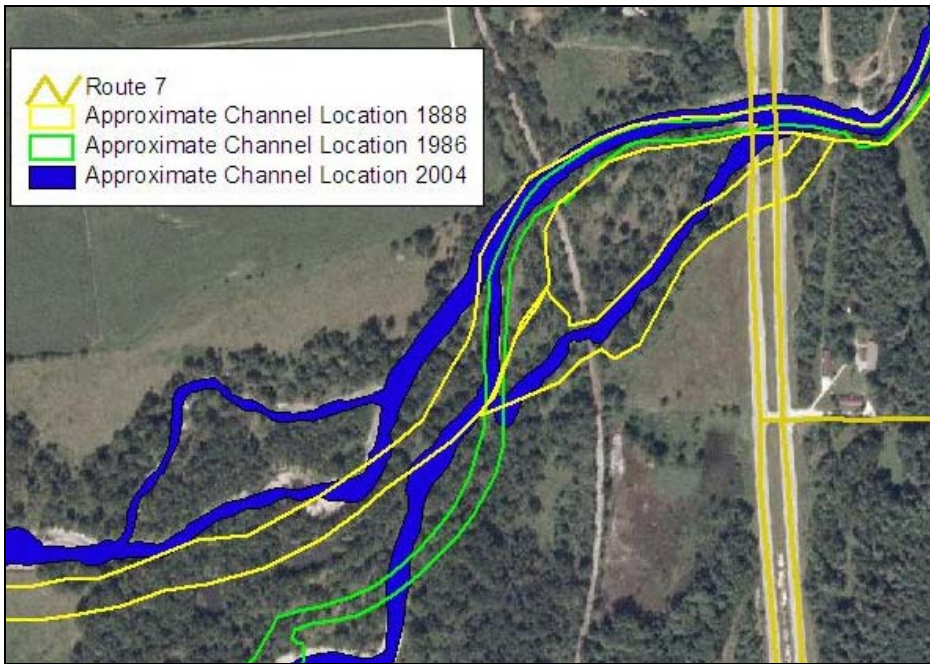 Route 7
Approximate Channel Location 1888
Approximate Channel Location 1986
Approximate Channel Location 2004